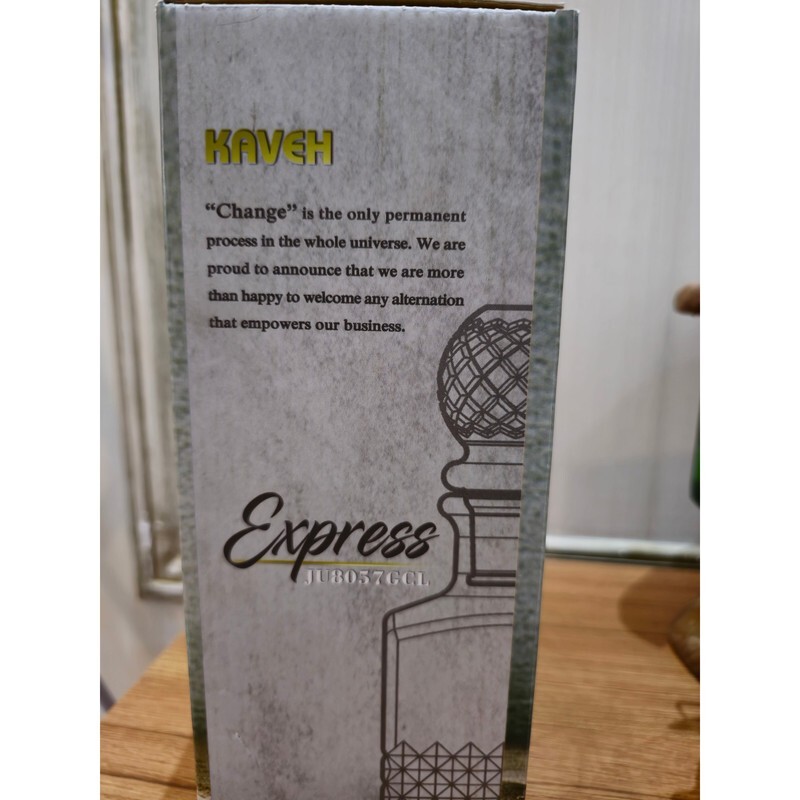 KAVEH
“Change” is the only permanent
process in the whole universe. We are
proud to announce that we are more
than happy to welcome any alternation
that empowers our business.
Express
JU8057GCL